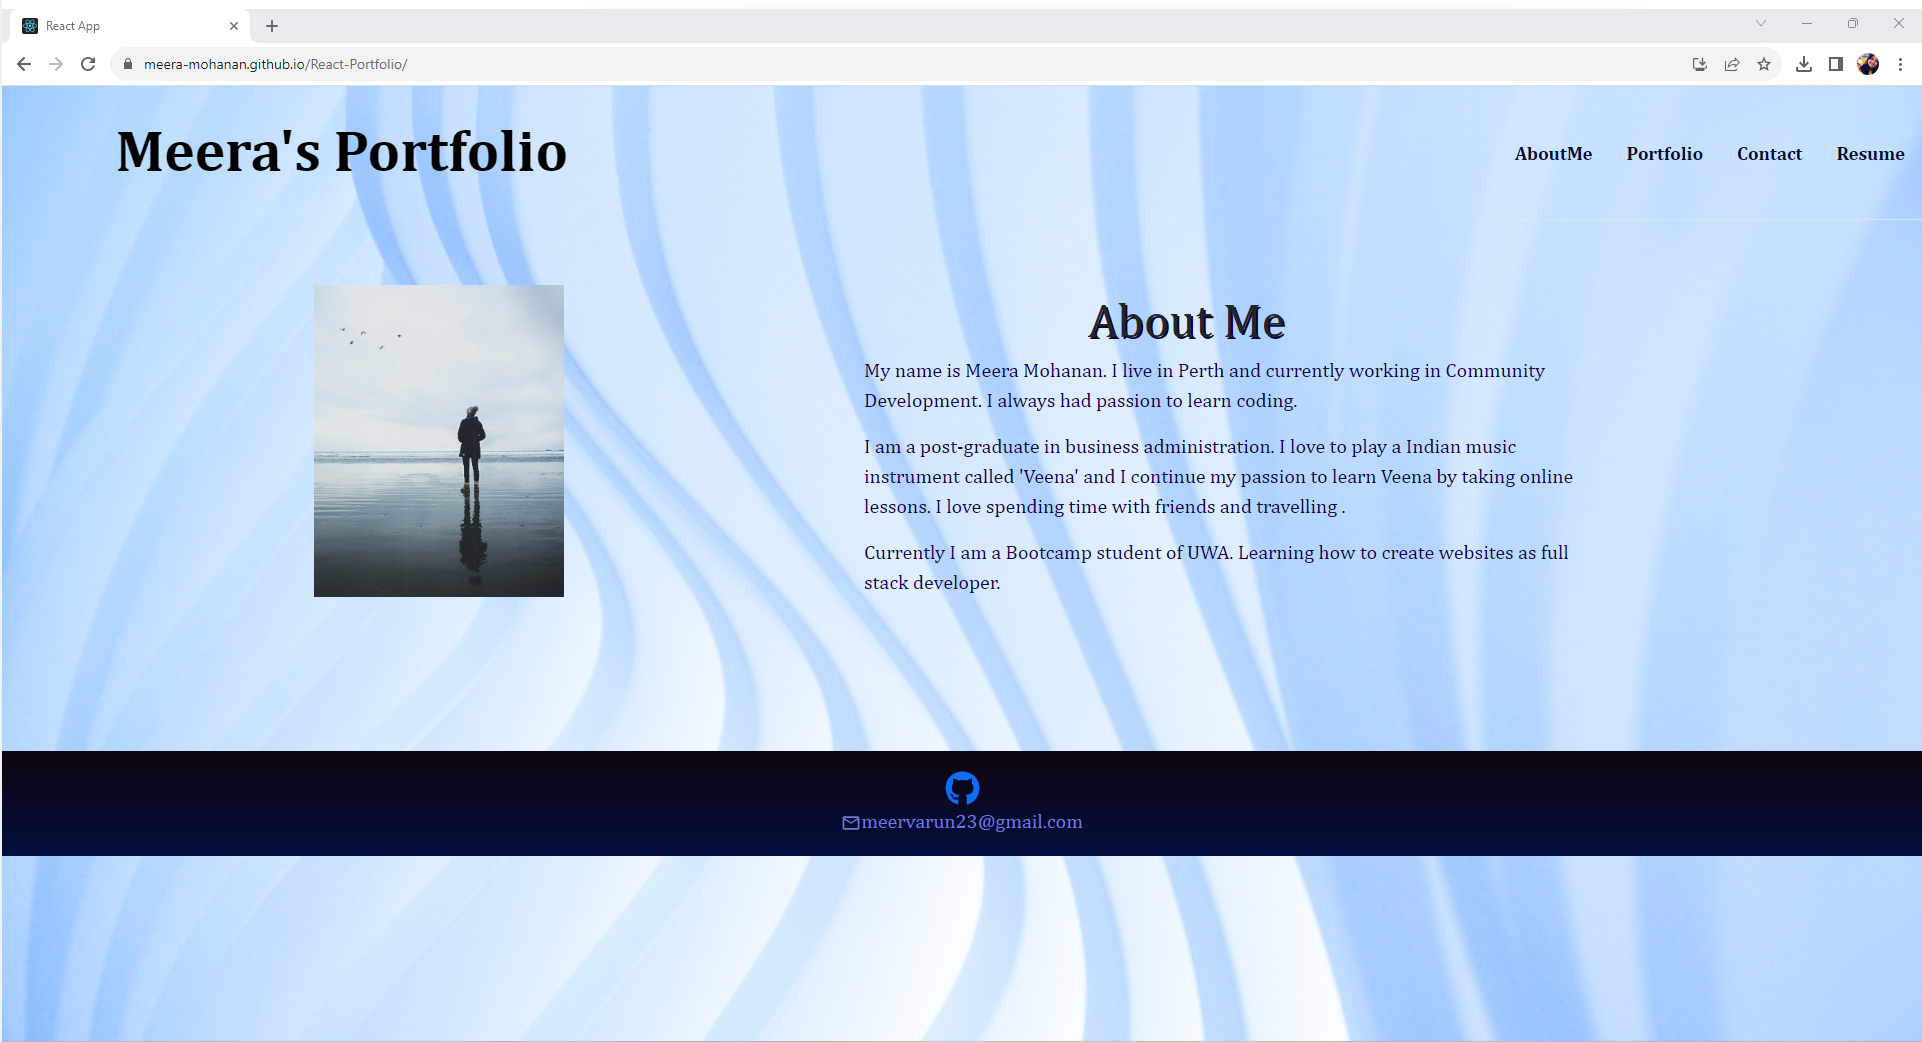 React App
meera-mohanan.github.io/React-Portfolio/
Meera's Portfolio
AboutMe Portfolio Contact Resume
About Me
My name is Meera Mohanan. I live in Perth and currently working in Community
Development. I always had passion to learn coding.
I am a post-graduate in business administration. I love to play a Indian music
instrument called 'Veena' and I continue my passion to learn Veena by taking online
lessons. I love spending time with friends and travelling .
Currently I am a Bootcamp student of UWA. Learning how to create websites as full
stack developer.
meervarun23@gmail.com